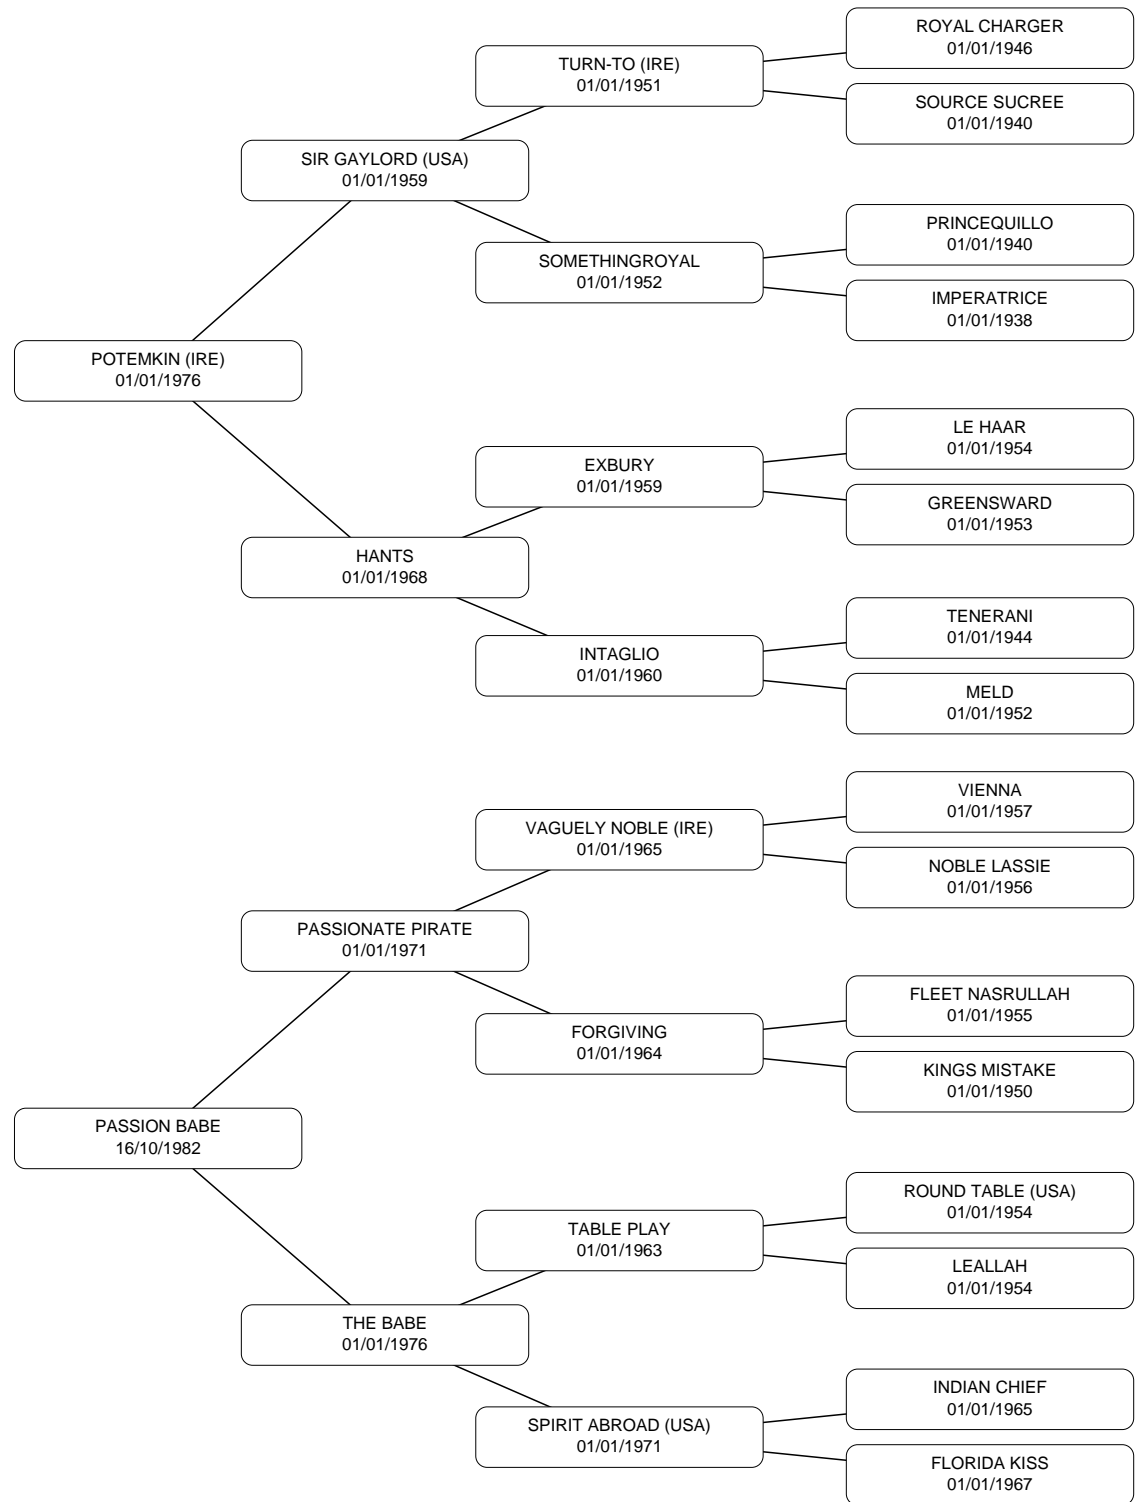 ROYAL CHARGER
01/01/1946
TURN-TO (IRE)
01/01/1951
SOURCE SUCREE
01/01/1940
SIR GAYLORD (USA)
01/01/1959
PRINCEQUILLO
01/01/1940
SOMETHINGROYAL
01/01/1952
IMPERATRICE
01/01/1938
POTEMKIN (IRE)
01/01/1976
LE HAAR
01/01/1954
EXBURY
01/01/1959
GREENSWARD
01/01/1953
HANTS
01/01/1968
TENERANI
01/01/1944
INTAGLIO
01/01/1960
MELD
01/01/1952
VIENNA
01/01/1957
VAGUELY NOBLE (IRE)
01/01/1965
NOBLE LASSIE
01/01/1956
PASSIONATE PIRATE
01/01/1971
FLEET NASRULLAH
01/01/1955
FORGIVING
01/01/1964
KINGS MISTAKE
01/01/1950
PASSION BABE
16/10/1982
ROUND TABLE (USA)
01/01/1954
TABLE PLAY
01/01/1963
LEALLAH
01/01/1954
THE BABE
01/01/1976
INDIAN CHIEF
01/01/1965
SPIRIT ABROAD (USA)
01/01/1971
FLORIDA KISS
01/01/1967